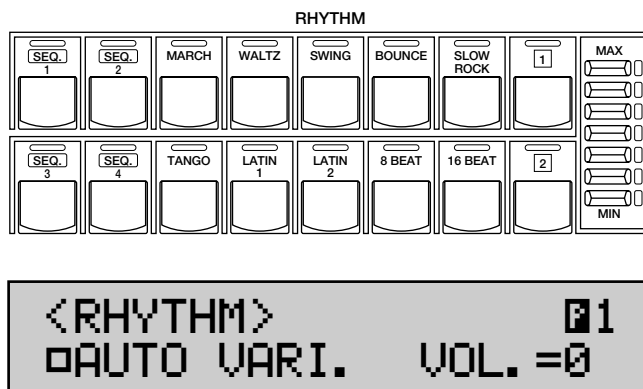 RHYTHM
SEQ. 1 SEQ. 2 MARCH WALTZ SWING BOUNCE SLOW ROCK 1 MAX
SEQ. 3 SEQ. 4 TANGO LATIN 1 LATIN 2 8 BEAT 16 BEAT 2 MIN
<RHYTHM> P1
AUTO VARI. VOL.=0